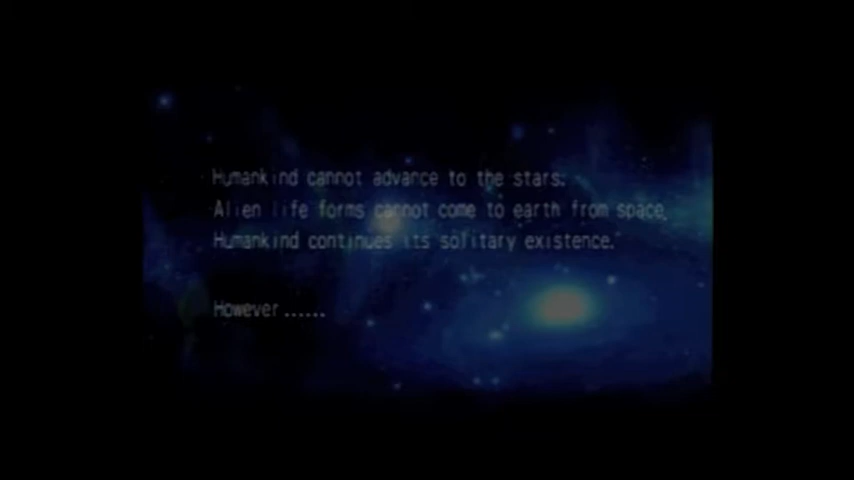 Humankind cannot advance to the stars.
Alien life forms cannot come to earth from space.
Humankind continues its solitary existence.
However......